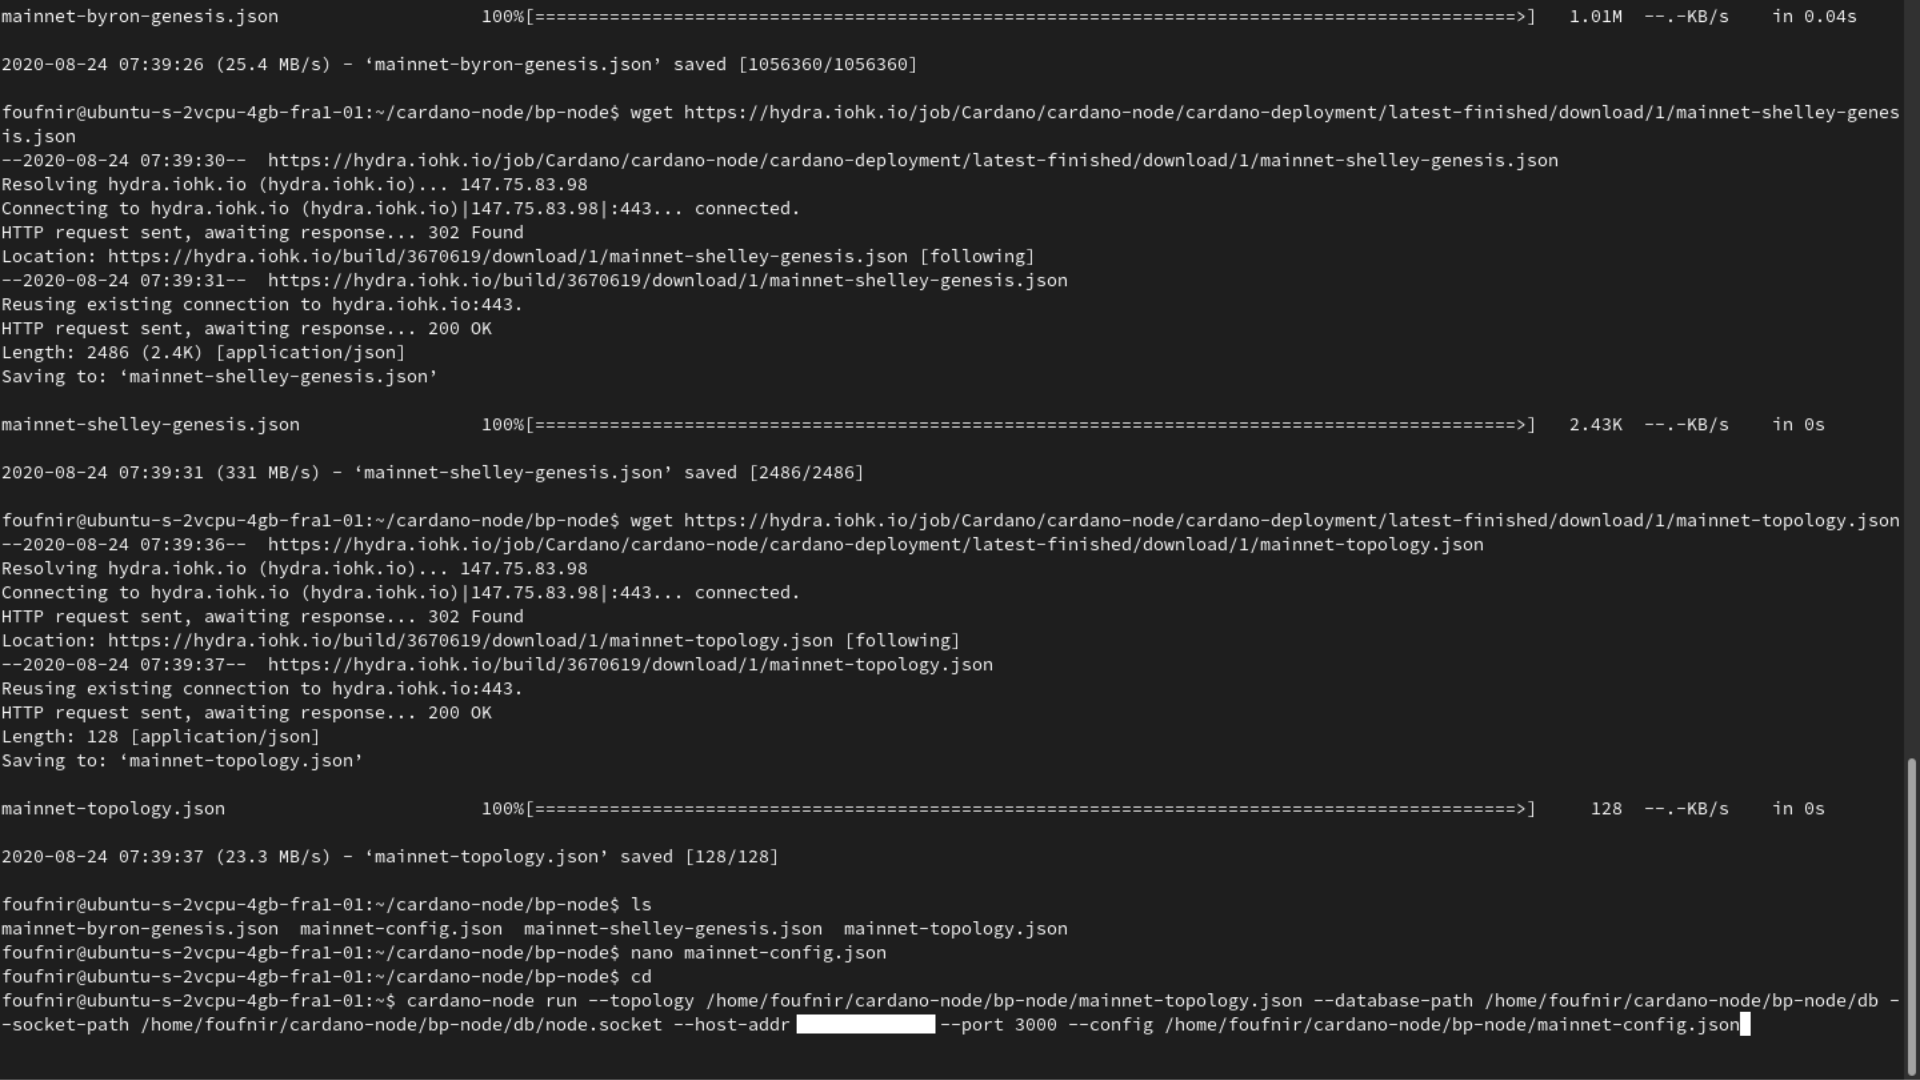 mainnet-byron-genesis.json 100%[============================================================================================>] 1.01M --.-KB/s in 0.04s
2020-08-24 07:39:26 (25.4 MB/s) - ‘mainnet-byron-genesis.json’ saved [1056360/1056360]
foufnir@ubuntu-s-2vcpu-4gb-fra1-01:~/cardano-node/bp-node$ wget https://hydra.iohk.io/job/Cardano/cardano-node/cardano-deployment/latest-finished/download/1/mainnet-shelley-genes
is.json
--2020-08-24 07:39:30-- https://hydra.iohk.io/job/Cardano/cardano-node/cardano-deployment/latest-finished/download/1/mainnet-shelley-genesis.json
Resolving hydra.iohk.io (hydra.iohk.io)... 147.75.83.98
Connecting to hydra.iohk.io (hydra.iohk.io)|147.75.83.98|:443... connected.
HTTP request sent, awaiting response... 302 Found
Location: https://hydra.iohk.io/build/3670619/download/1/mainnet-shelley-genesis.json [following]
--2020-08-24 07:39:31-- https://hydra.iohk.io/build/3670619/download/1/mainnet-shelley-genesis.json
Reusing existing connection to hydra.iohk.io:443.
HTTP request sent, awaiting response... 200 OK
Length: 2486 (2.4K) [application/json]
Saving to: ‘mainnet-shelley-genesis.json’
mainnet-shelley-genesis.json 100%[============================================================================================>] 2.43K --.-KB/s in 0s
2020-08-24 07:39:31 (331 MB/s) - ‘mainnet-shelley-genesis.json’ saved [2486/2486]
foufnir@ubuntu-s-2vcpu-4gb-fra1-01:~/cardano-node/bp-node$ wget https://hydra.iohk.io/job/Cardano/cardano-node/cardano-deployment/latest-finished/download/1/mainnet-topology.json
--2020-08-24 07:39:36-- https://hydra.iohk.io/job/Cardano/cardano-node/cardano-deployment/latest-finished/download/1/mainnet-topology.json
Resolving hydra.iohk.io (hydra.iohk.io)... 147.75.83.98
Connecting to hydra.iohk.io (hydra.iohk.io)|147.75.83.98|:443... connected.
HTTP request sent, awaiting response... 302 Found
Location: https://hydra.iohk.io/build/3670619/download/1/mainnet-topology.json [following]
--2020-08-24 07:39:37-- https://hydra.iohk.io/build/3670619/download/1/mainnet-topology.json
Reusing existing connection to hydra.iohk.io:443.
HTTP request sent, awaiting response... 200 OK
Length: 128 [application/json]
Saving to: ‘mainnet-topology.json’
mainnet-topology.json 100%[============================================================================================>] 128 --.-KB/s in 0s
2020-08-24 07:39:37 (23.3 MB/s) - ‘mainnet-topology.json’ saved [128/128]
foufnir@ubuntu-s-2vcpu-4gb-fra1-01:~/cardano-node/bp-node$ ls
mainnet-byron-genesis.json mainnet-config.json mainnet-shelley-genesis.json mainnet-topology.json
foufnir@ubuntu-s-2vcpu-4gb-fra1-01:~/cardano-node/bp-node$ nano mainnet-config.json
foufnir@ubuntu-s-2vcpu-4gb-fra1-01:~/cardano-node/bp-node$ cd
foufnir@ubuntu-s-2vcpu-4gb-fra1-01:~$ cardano-node run --topology /home/foufnir/cardano-node/bp-node/mainnet-topology.json --database-path /home/foufnir/cardano-node/bp-node/db -
-socket-path /home/foufnir/cardano-node/bp-node/db/node.socket --host-addr --port 3000 --config /home/foufnir/cardano-node/bp-node/mainnet-config.json